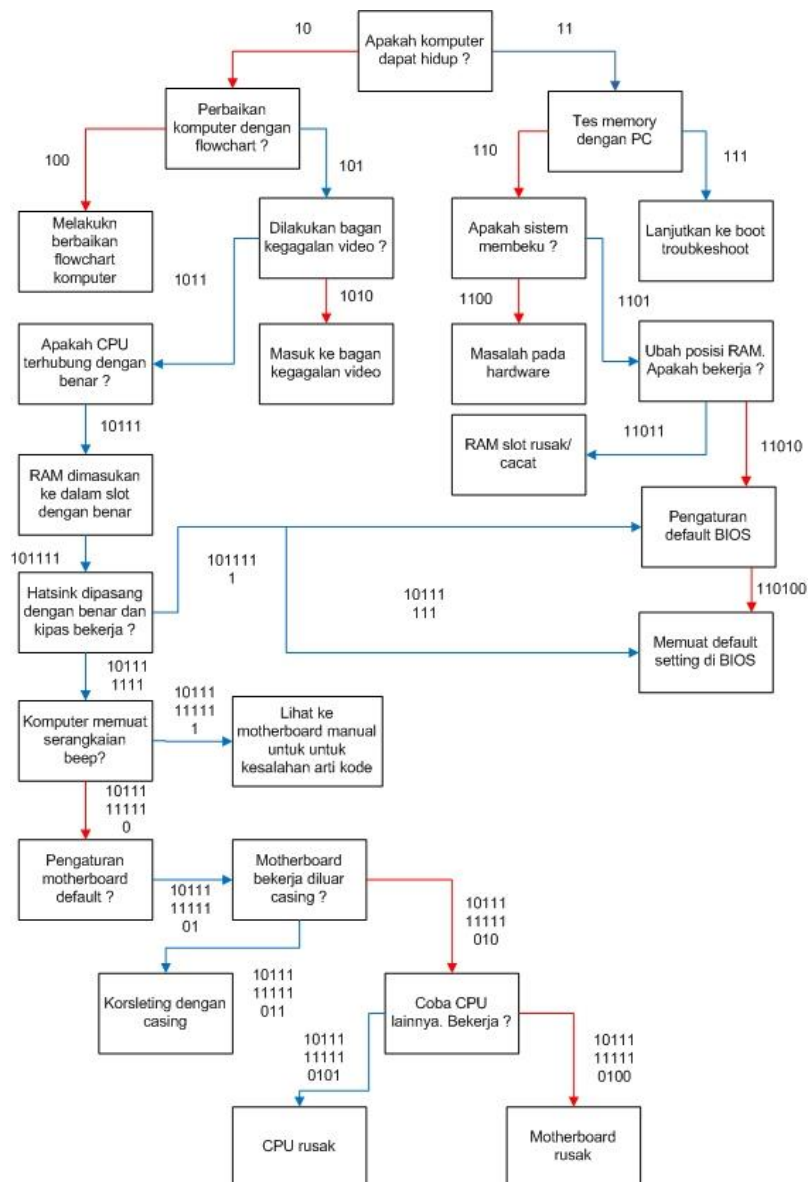 10
Apakah komputer
dapat hidup ?
11
Perbaikan
komputer dengan
flowchart ?
Tes memory
dengan PC
100
101
110
111
Melakukn
berbaikan
flowchart
komputer
Dilakukan bagan
kegagalan video ?
Apakah sistem
membeku ?
Lanjutkan ke boot
troubkeshoot
1011
1010
1100
1101
Apakah CPU
terhubung dengan
benar ?
Masuk ke bagan
kegagalan video
Masalah pada
hardware
Ubah posisi RAM.
Apakah bekerja ?
10111
RAM slot rusak/
cacat
11011
11010
RAM dimasukan
ke dalam slot
dengan benar
Pengaturan
default BIOS
101111
101111
1
10111
111
110100
Hatsink dipasang
dengan benar dan
kipas bekerja ?
Memuat default
setting di BIOS
10111
1111
Komputer memuat
serangkaian
beep?
10111
11111
1
Lihat ke
motherboard manual
untuk untuk
kesalahan arti kode
10111
11111
0
Pengaturan
motherboard
default ?
10111
11111
01
Motherboard
bekerja diluar
casing ?
10111
11111
010
Korsleting dengan
casing
10111
11111
011
Coba CPU
lainnya. Bekerja ?
10111
11111
0101
10111
11111
0100
CPU rusak
Motherboard
rusak